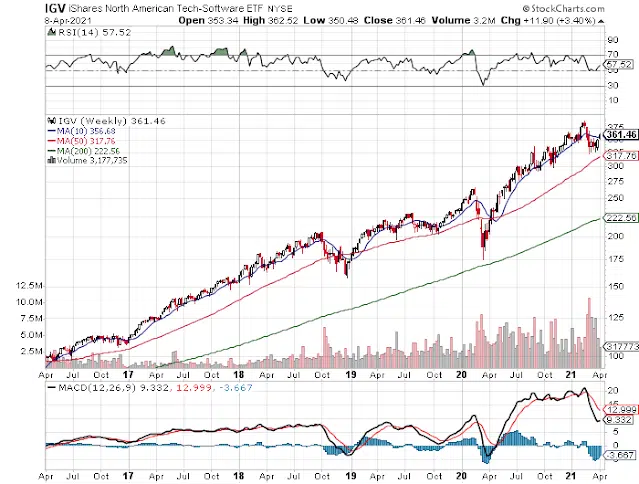 IGV iShares North American Tech-Software ETF NYSE © StockCharts.com
8-Apr-2021 Open 353.34 High 362.52 Low 350.48 Close 361.46 Volume 3.2M Chg +11.90 (+3.40%)
RSI(14) 57.52
90
70
57.52
50
30
10
IGV (Weekly) 361.46
MA(10) 356.68
MA(50) 317.76
MA(200) 222.56
Volume 3,177,735
375
361.46
350
325
317.76
300
275
250
222.56
200
175
150
125
100
12.5M
10.0M
7.5M
5.0M
2.5M
317773
Apr Jul Oct 17 Apr Jul Oct 18 Apr Jul Oct 19 Apr Jul Oct 20 Apr Jul Oct 21 Apr
MACD(12,26,9) 9.332, 12.999, -3.667
20
15
12.999
9.332
5
0
-3.667
Apr Jul Oct 17 Apr Jul Oct 18 Apr Jul Oct 19 Apr Jul Oct 20 Apr Jul Oct 21 Apr